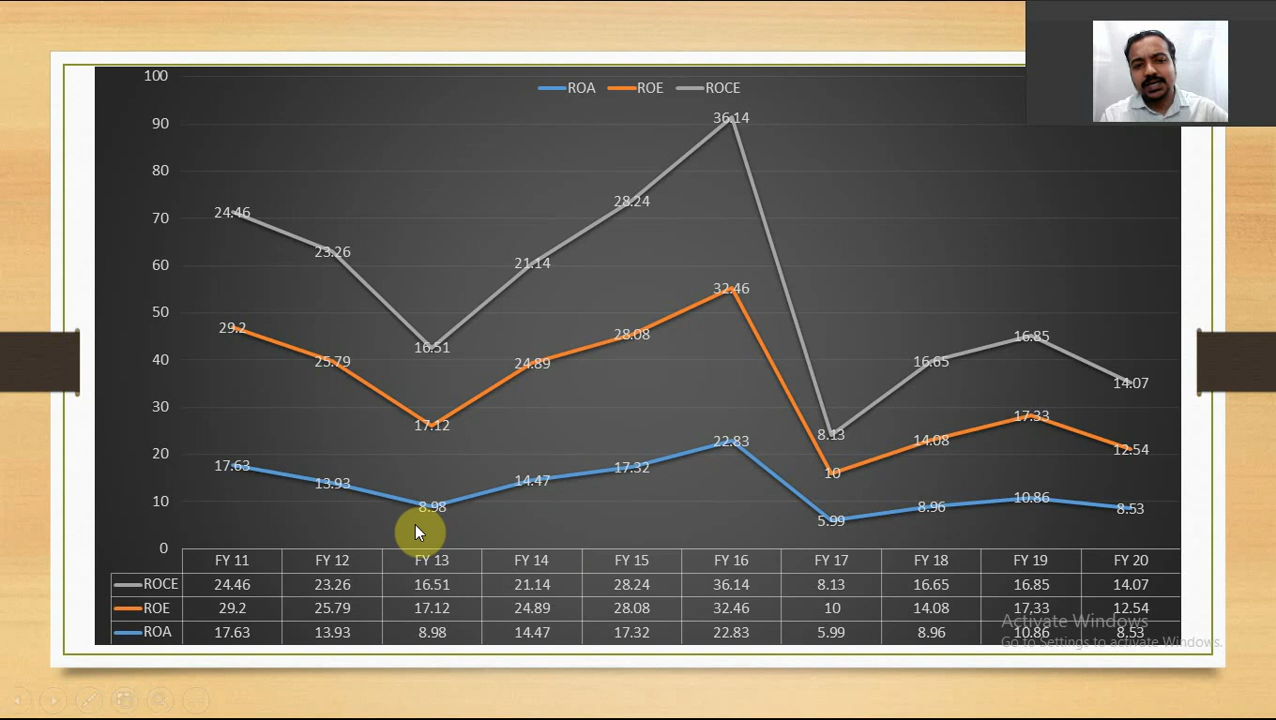 100
ROA ROE ROCE
90
36.14
80
70
24.46 28.24
23.26
60
21.14
50
32.46
29.2 28.08 16.85
16.51
40
25.79 24.89 16.65
14.07
30
17.12 8.13 17.33
20
22.83 14.08 12.54
17.63 17.32
13.93 14.47 10
10
8.98 5.99 8.96 10.86 8.53
0
FY 11 FY 12 FY 13 FY 14 FY 15 FY 16 FY 17 FY 18 FY 19 FY 20
ROCE 24.46 23.26 16.51 21.14 28.24 36.14 8.13 16.65 16.85 14.07
ROE 29.2 25.79 17.12 24.89 28.08 32.46 10 14.08 17.33 12.54
ROA 17.63 13.93 8.98 14.47 17.32 22.83 5.99 8.96 10.86 8.53
Activate Windows
Go to Settings to activate Windows.